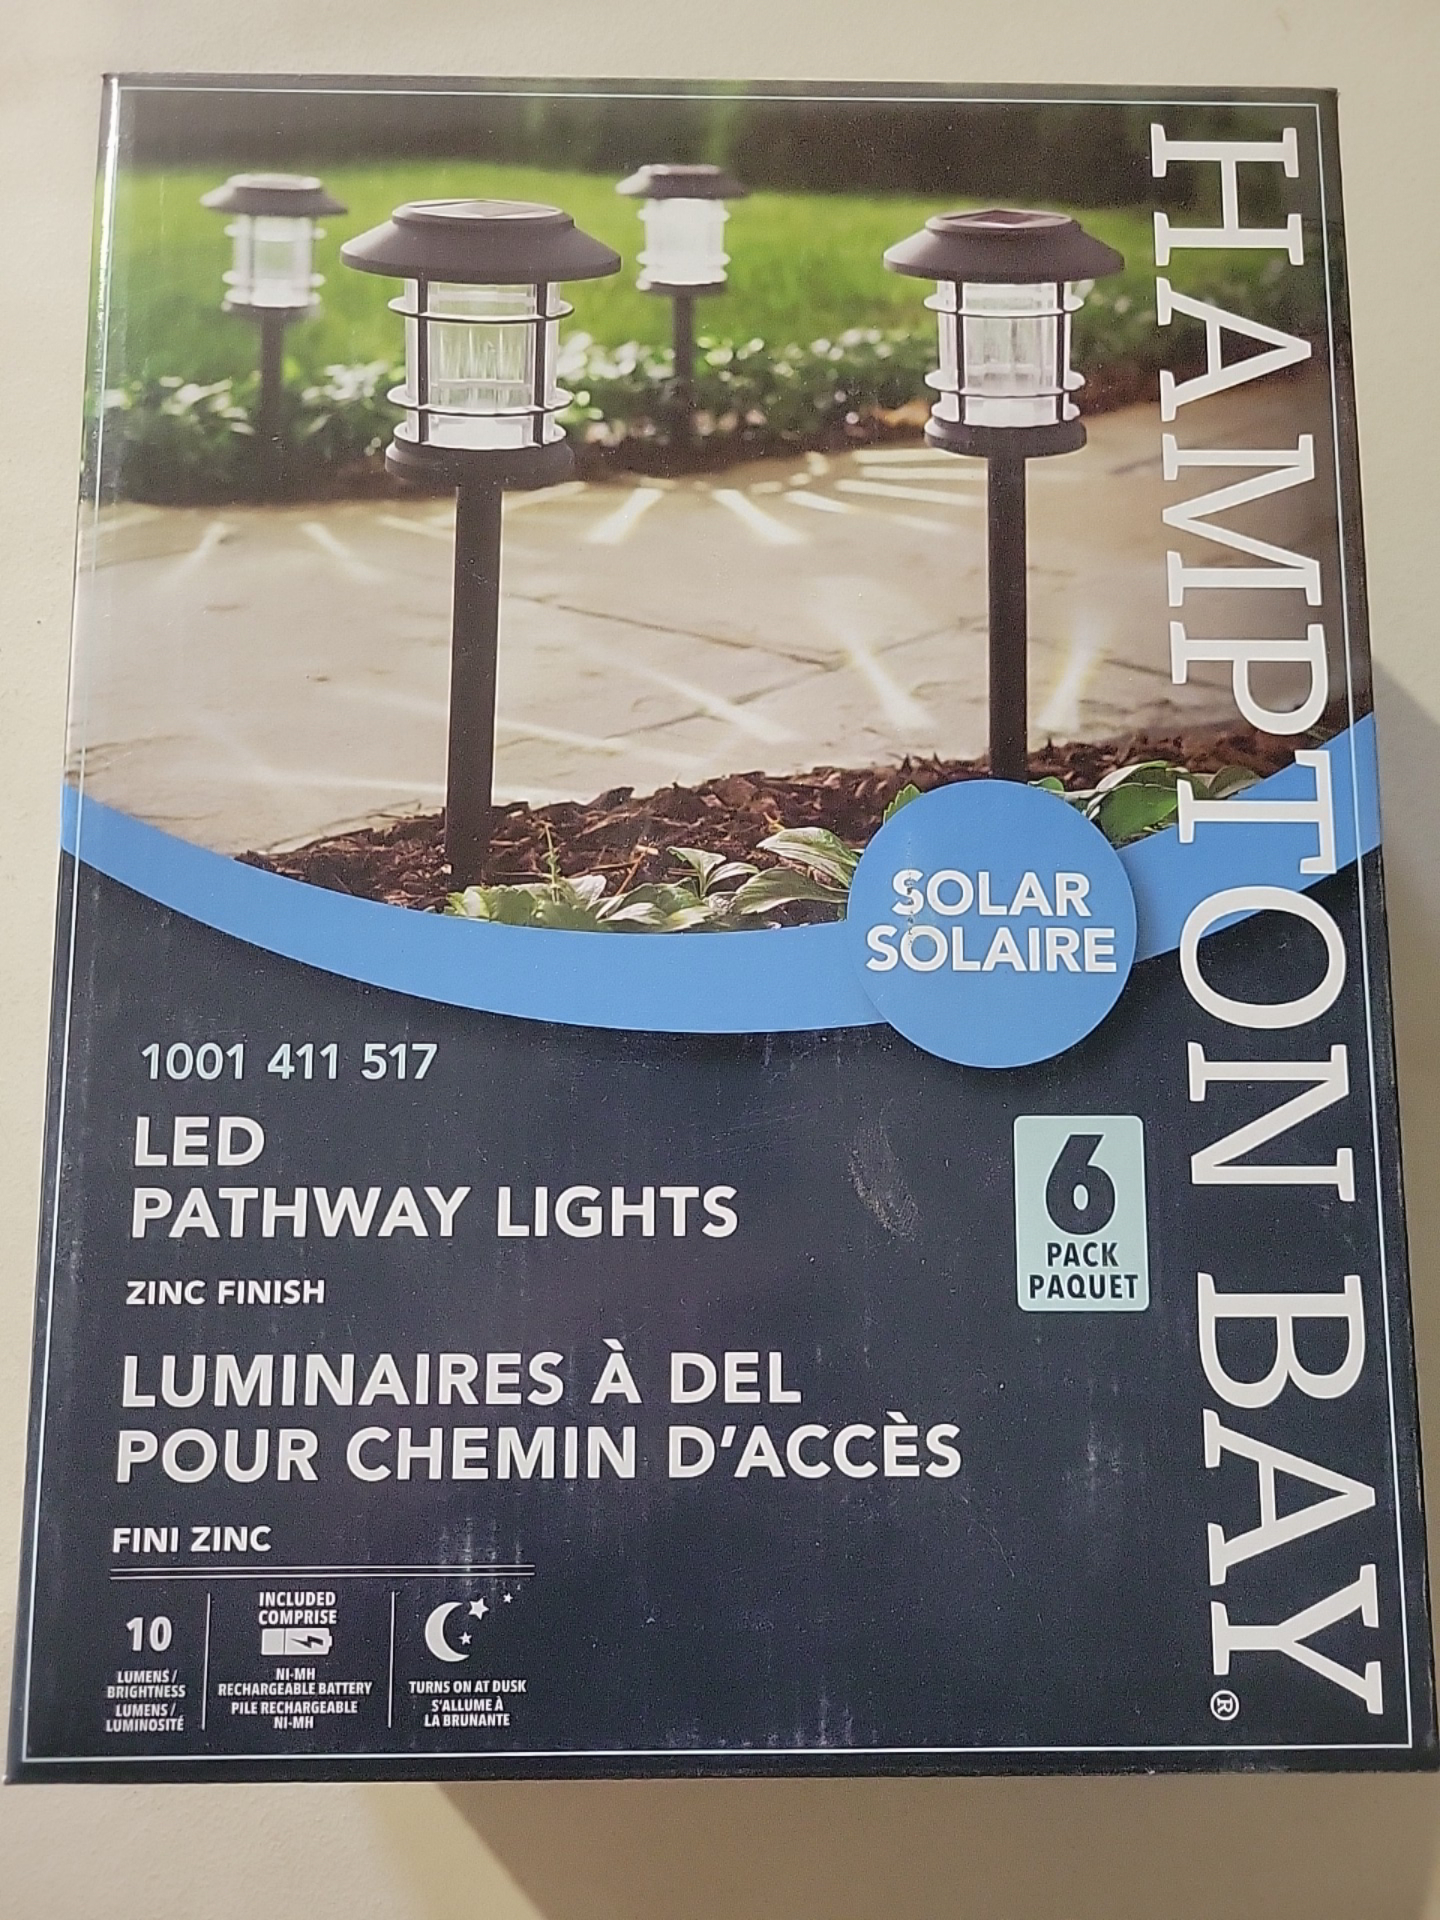 HAMPTON BAY®
SOLAR
SOLAIRE
1001 411 517
LED
PATHWAY LIGHTS
ZINC FINISH
6
PACK
PAQUET
LUMINAIRES À DEL
POUR CHEMIN D'ACCÈS
FINI ZINC
10
LUMENS /
BRIGHTNESS
LUMENS /
LUMINOSITÉ
INCLUDED
COMPRISE
NI-MH
RECHARGEABLE BATTERY
PILE RECHARGEABLE
NI-MH
TURNS ON AT DUSK
S'ALLUME À
LA BRUNANTE